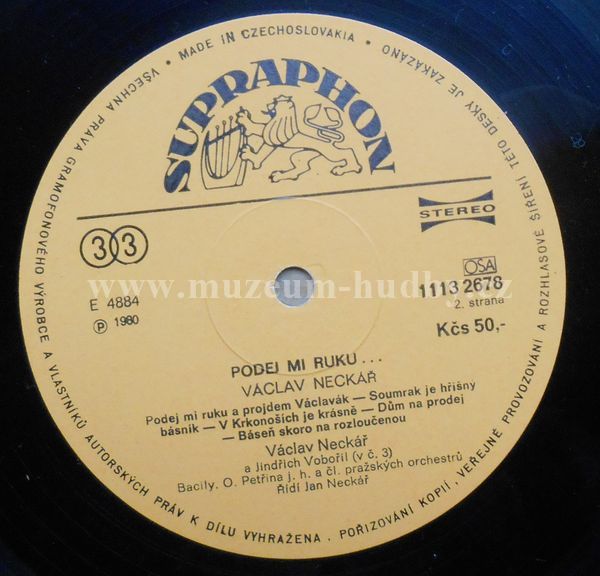 VŠECHNA PRÁVA GRAMOFONOVÉHO VÝROBCE A VLASTNÍKŮ AUTORSKÝCH PRÁV K DÍLU VYHRAŽENA . POŘIZOVÁNÍ KOPIÍ , VEŘEJNÉ PROVOZOVÁNÍ A ROZHLASOVÉ ŠÍŘENÍ TÉTO DESKY JE ZAKÁZÁNO
• MADE IN CZECHOSLOVAKIA •
SUPRAPHON
STEREO
33
OSA
E 4884
1113 2678
℗ 1980
2. strana
Kčs 50,-
www.muzeum-hudby.cz
PODEJ MI RUKU...
VÁCLAV NECKÁŘ
Podej mi ruku a projdem Václavák — Soumrak je hříšny
básník — V Krkonoších je krásně — Dům na prodej
— Báseň skoro na rozloučenou
Václav Neckář
a Jindřich Vobořil (v č. 3)
Bacily. O. Petřina j. h. a čl. pražských orchestrů
Řídí Jan Neckář